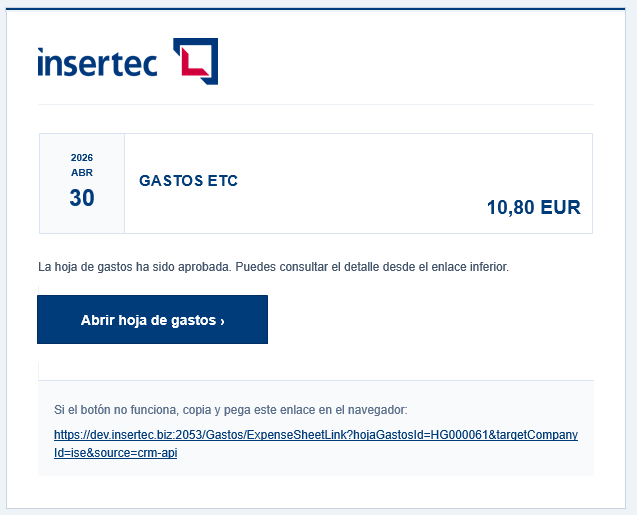 insertec
2026
ABR
30
GASTOS ETC
10,80 EUR
La hoja de gastos ha sido aprobada. Puedes consultar el detalle desde el enlace inferior.
Abrir hoja de gastos ›
Si el botón no funciona, copia y pega este enlace en el navegador:
https://dev.insertec.biz:2053/Gastos/ExpenseSheetLink?hojaGastosId=HG000061&targetCompany
Id=ise&source=crm-api